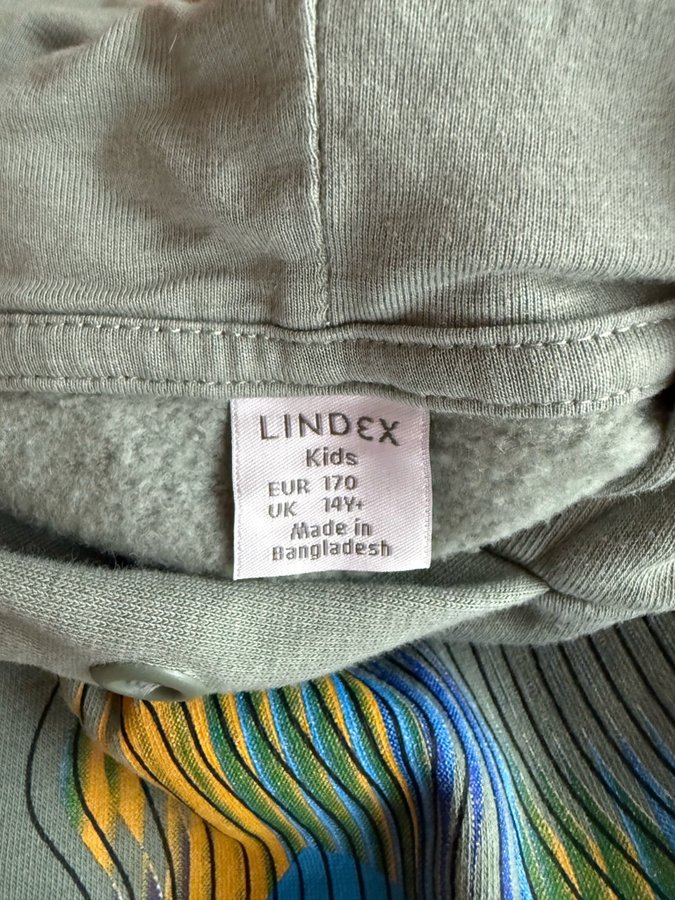 LINDEX
Kids
EUR 170
UK 14Y+
Made in
Bangladesh